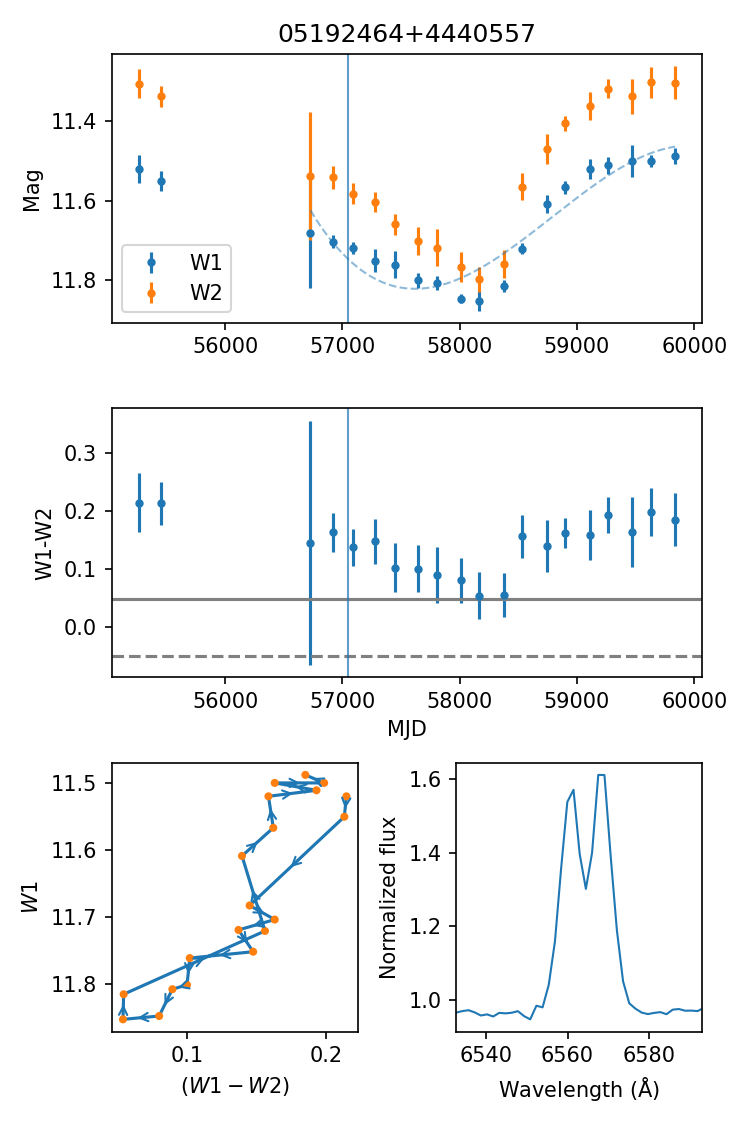 05192464+4440557
Mag
11.4
11.6
11.8
W1
W2
56000 57000 58000 59000 60000
W1-W2
0.3
0.2
0.1
0.0
56000 57000 58000 59000 60000
MJD
W1
11.5
11.6
11.7
11.8
0.1 0.2
(W1 − W2)
Normalized flux
1.6
1.4
1.2
1.0
6540 6560 6580
Wavelength (Å)